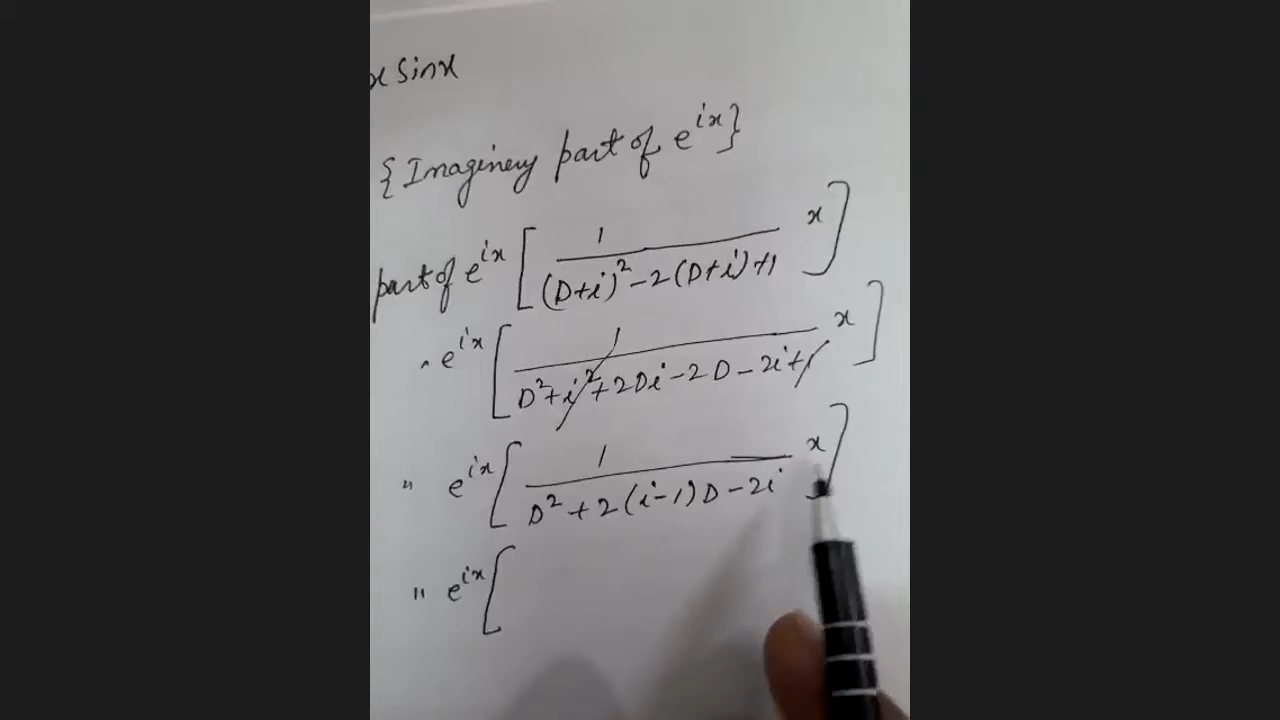 x Sinx
{Imaginery part of e^{ix}}
part of e^{ix} [ 1 / ((D+i)^2 - 2(D+i) + 1) x ]
" e^{ix} [ 1 / (D^2 + i^2 + 2Di - 2D - 2i + 1) x ]
" e^{ix} [ 1 / (D^2 + 2(i-1)D - 2i) x ]
" e^{ix} [